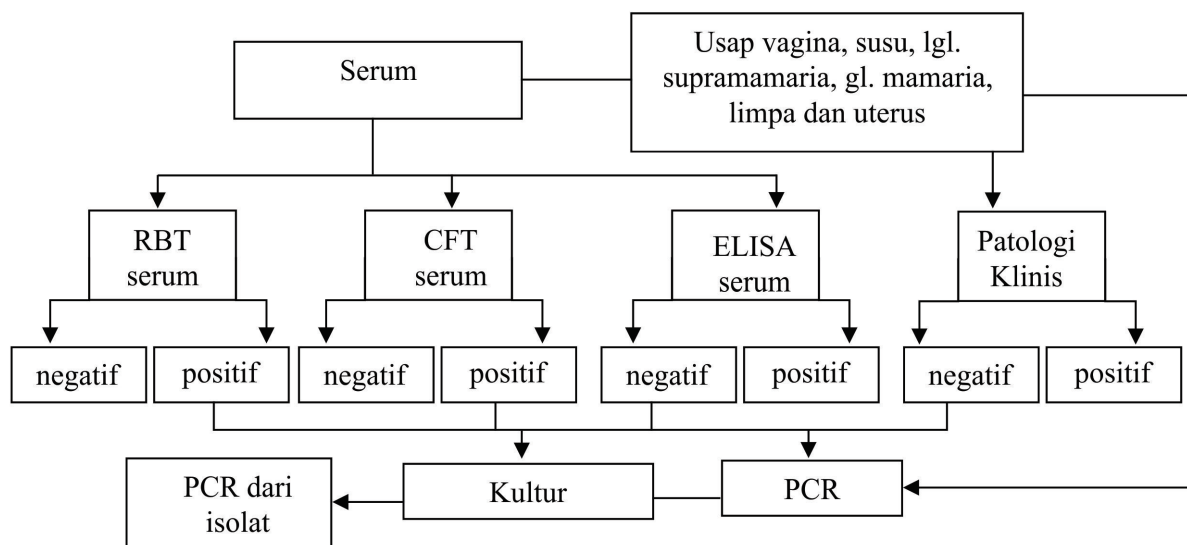 Serum
Usap vagina, susu, lgl.
supramamaria, gl. mamaria,
limpa dan uterus
RBT
serum
CFT
serum
ELISA
serum
Patologi
Klinis
negatif
positif
negatif
positif
negatif
positif
negatif
positif
PCR dari
isolat
Kultur
PCR